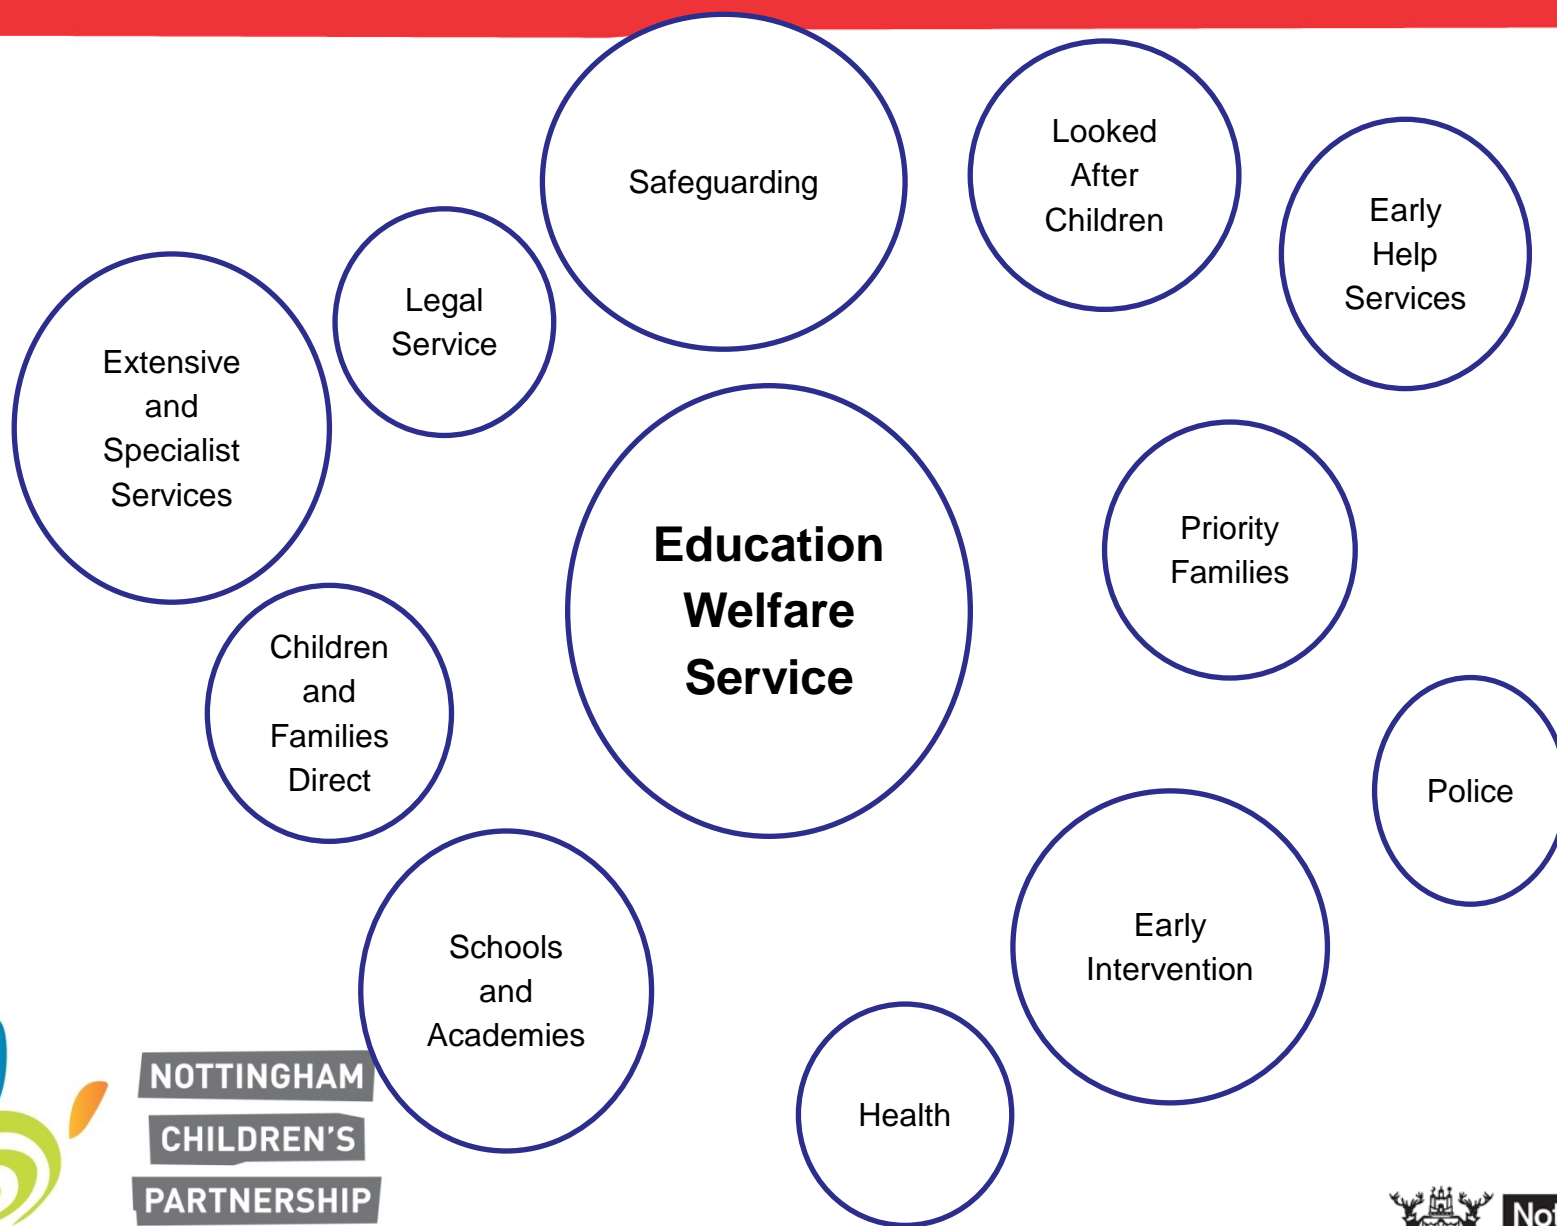 Safeguarding
Looked
After
Children
Early
Help
Services
Legal
Service
Extensive
and
Specialist
Services
Education
Welfare
Service
Priority
Families
Children
and
Families
Direct
Police
Early
Intervention
Schools
and
Academies
Health
NOTTINGHAM
CHILDREN'S
PARTNERSHIP